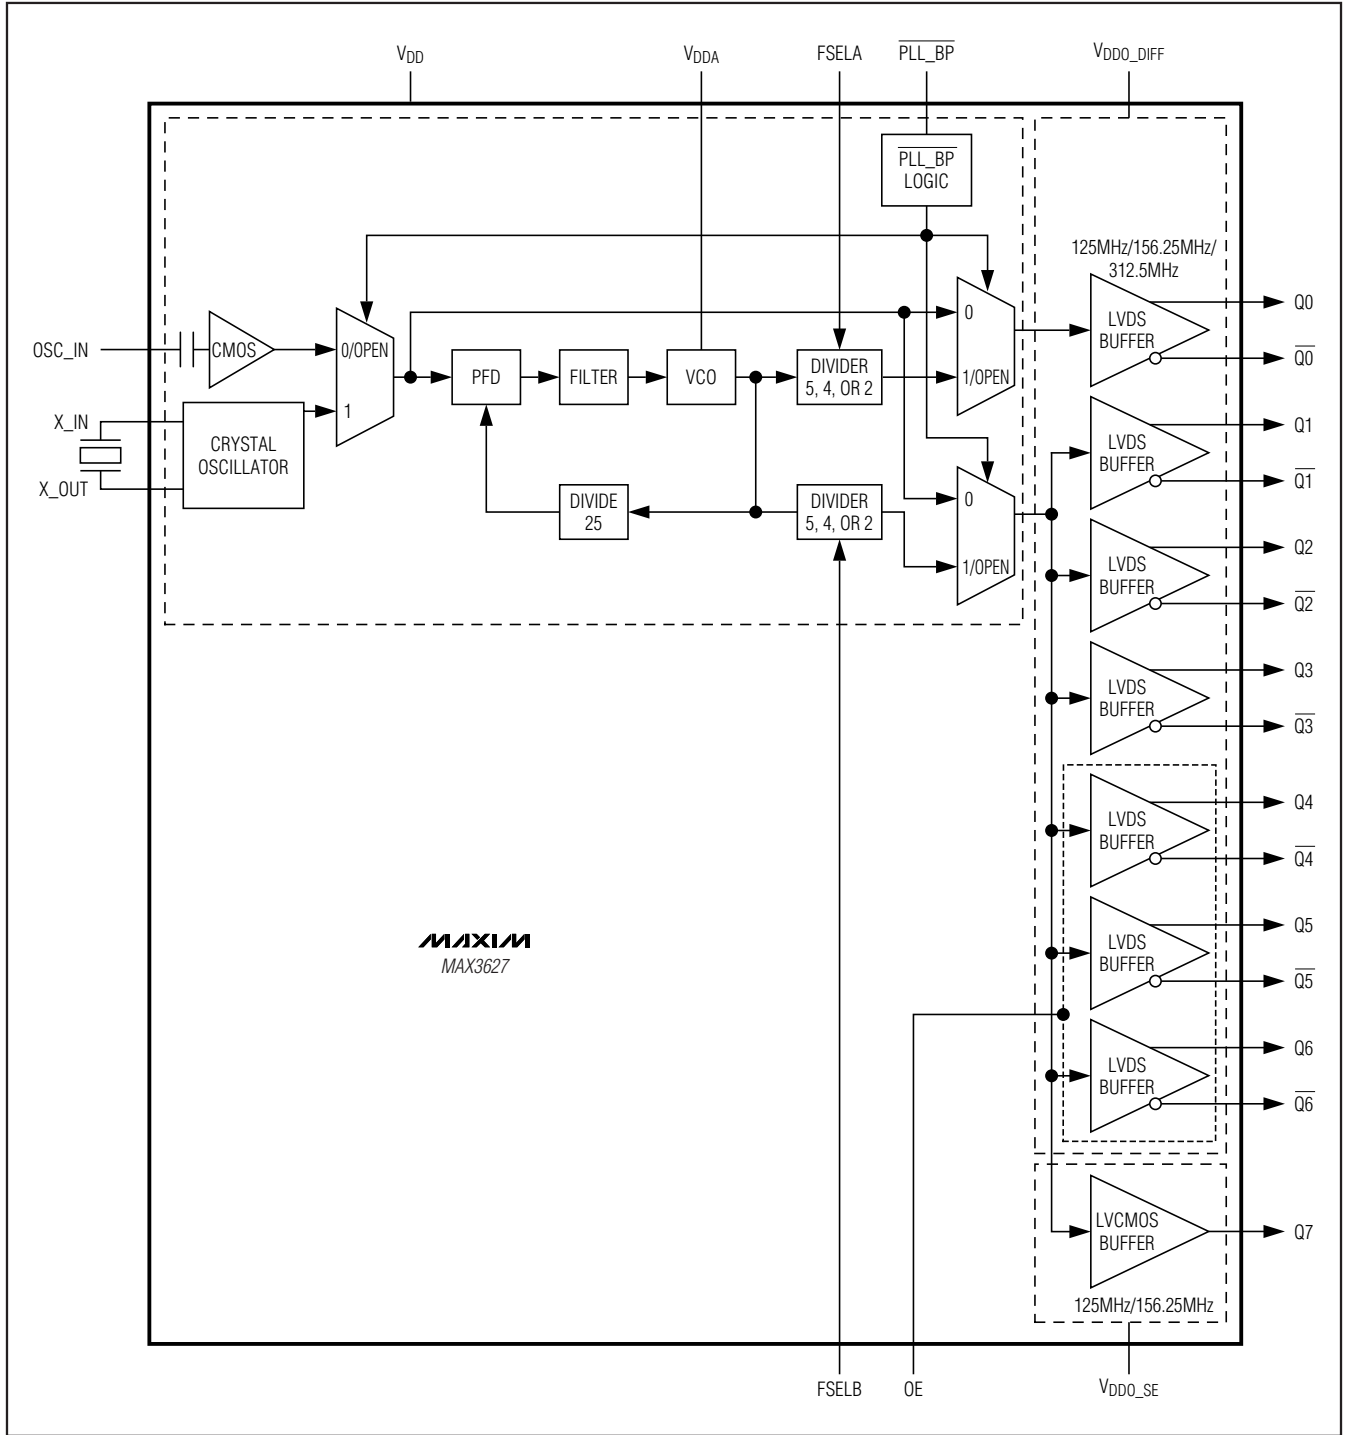 VDD
VDDA
FSELA
PLL_BP
VDDO_DIFF
PLL_BP
LOGIC
125MHz/156.25MHz/
312.5MHz
OSC_IN
CMOS
0/OPEN
1
PFD
FILTER
VCO
DIVIDER
5, 4, OR 2
0
1/OPEN
LVDS
BUFFER
Q0
Q0
X_IN
X_OUT
CRYSTAL
OSCILLATOR
DIVIDE
25
DIVIDER
5, 4, OR 2
0
1/OPEN
LVDS
BUFFER
Q1
Q1
LVDS
BUFFER
Q2
Q2
LVDS
BUFFER
Q3
Q3
LVDS
BUFFER
Q4
Q4
MAXIM
MAX3627
LVDS
BUFFER
Q5
Q5
LVDS
BUFFER
Q6
Q6
LVCMOS
BUFFER
Q7
125MHz/156.25MHz
FSELB
OE
VDDO_SE